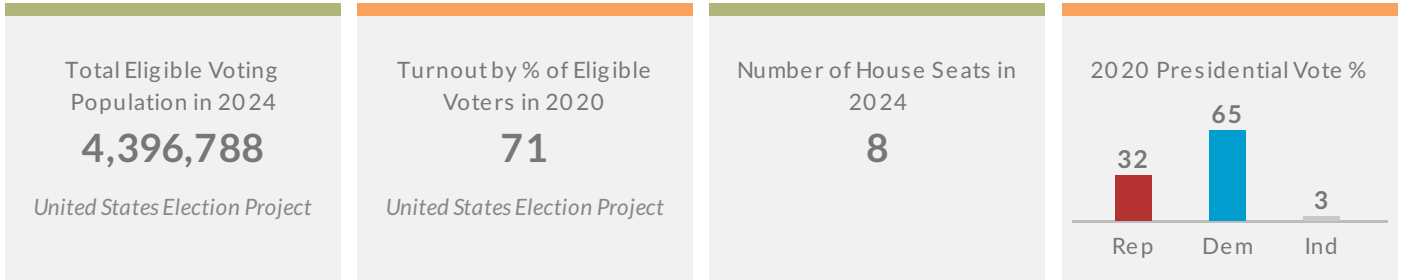 Total Eligible Voting
Population in 2024
4,396,788
United States Election Project
Turnout by % of Eligible
Voters in 2020
71
United States Election Project
Number of House Seats in
2024
8
2020 Presidential Vote %
32
65
3
Rep
Dem
Ind